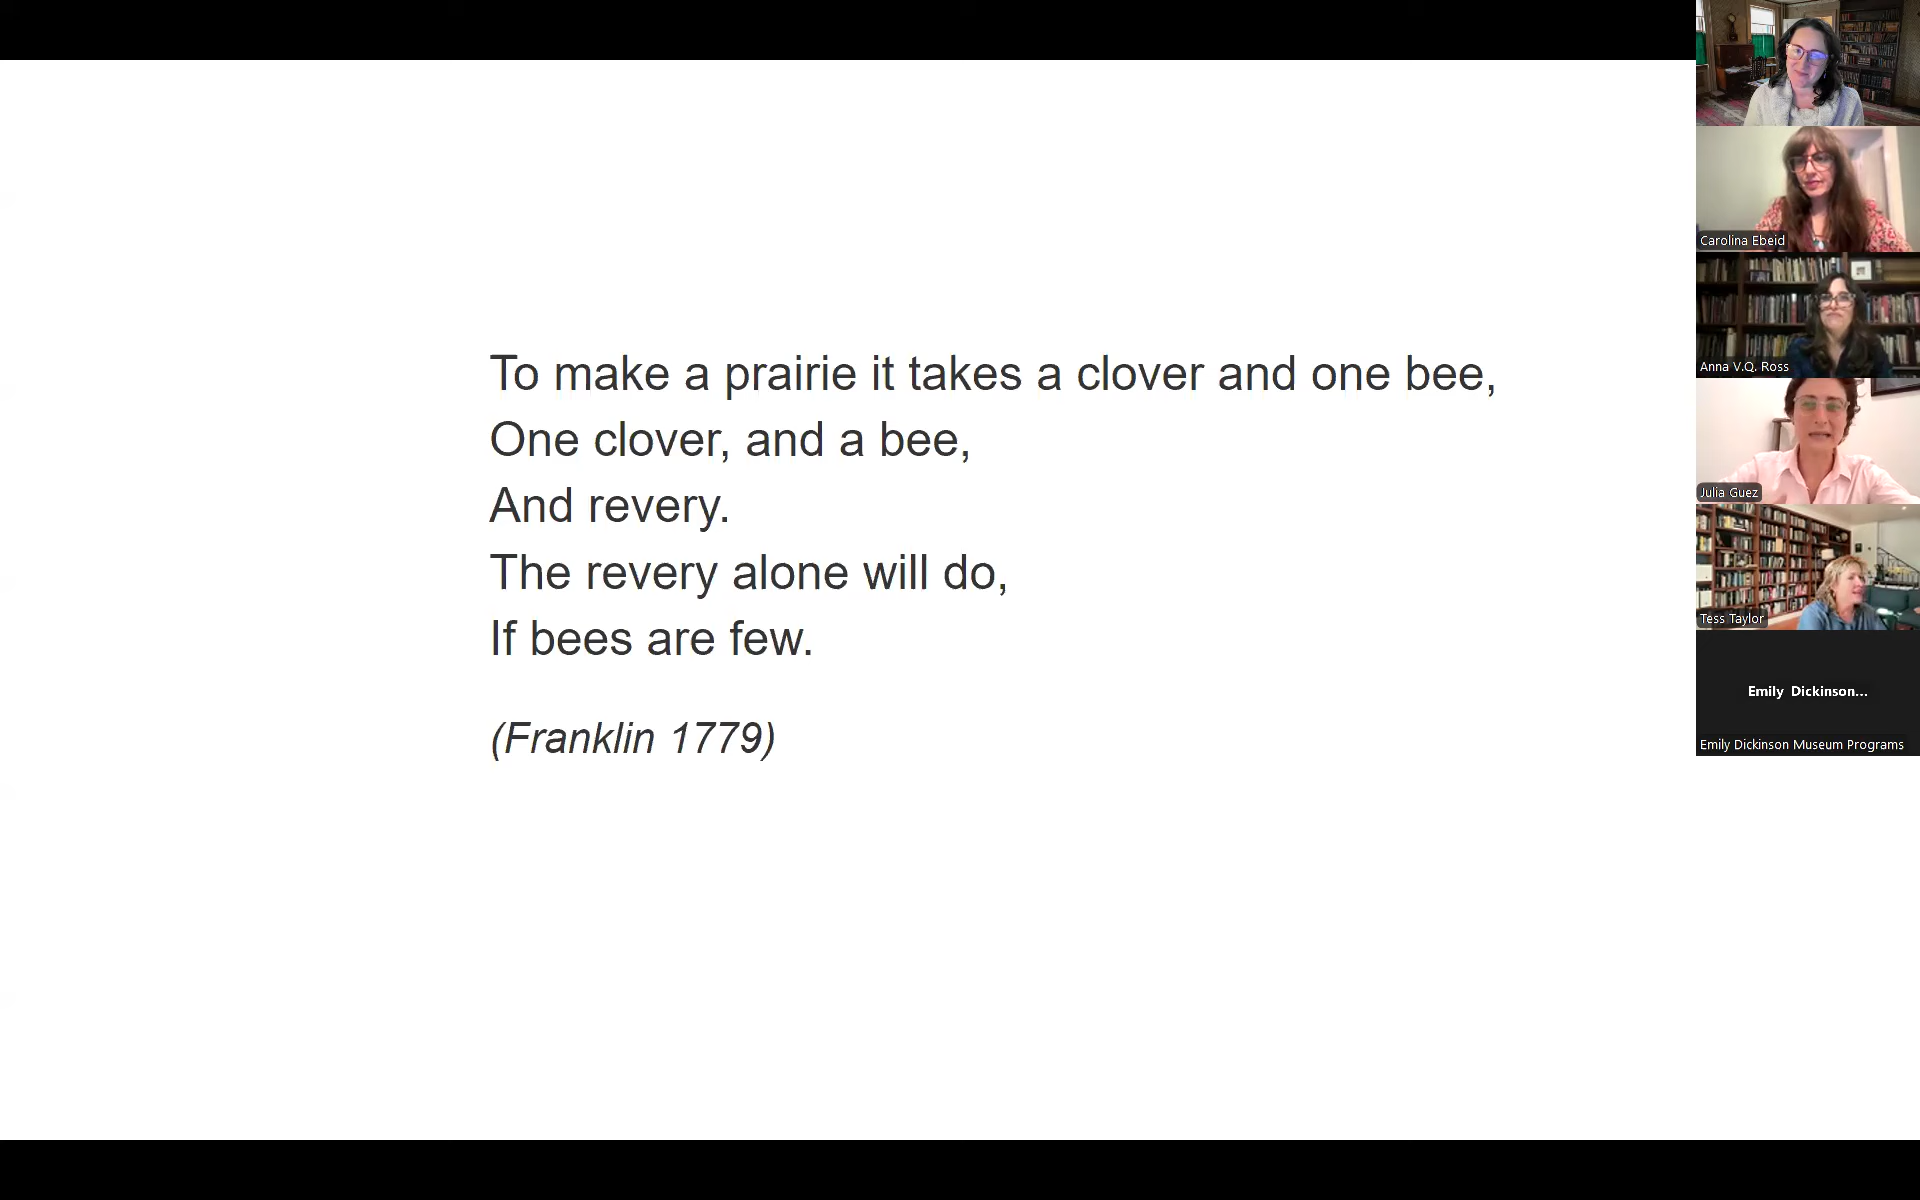 To make a prairie it takes a clover and one bee,
One clover, and a bee,
And revery.
The revery alone will do,
If bees are few.
(Franklin 1779)
Carolina Ebeid
Anna V.Q. Ross
Julia Guez
Tess Taylor
Emily Dickinson...
Emily Dickinson Museum Programs